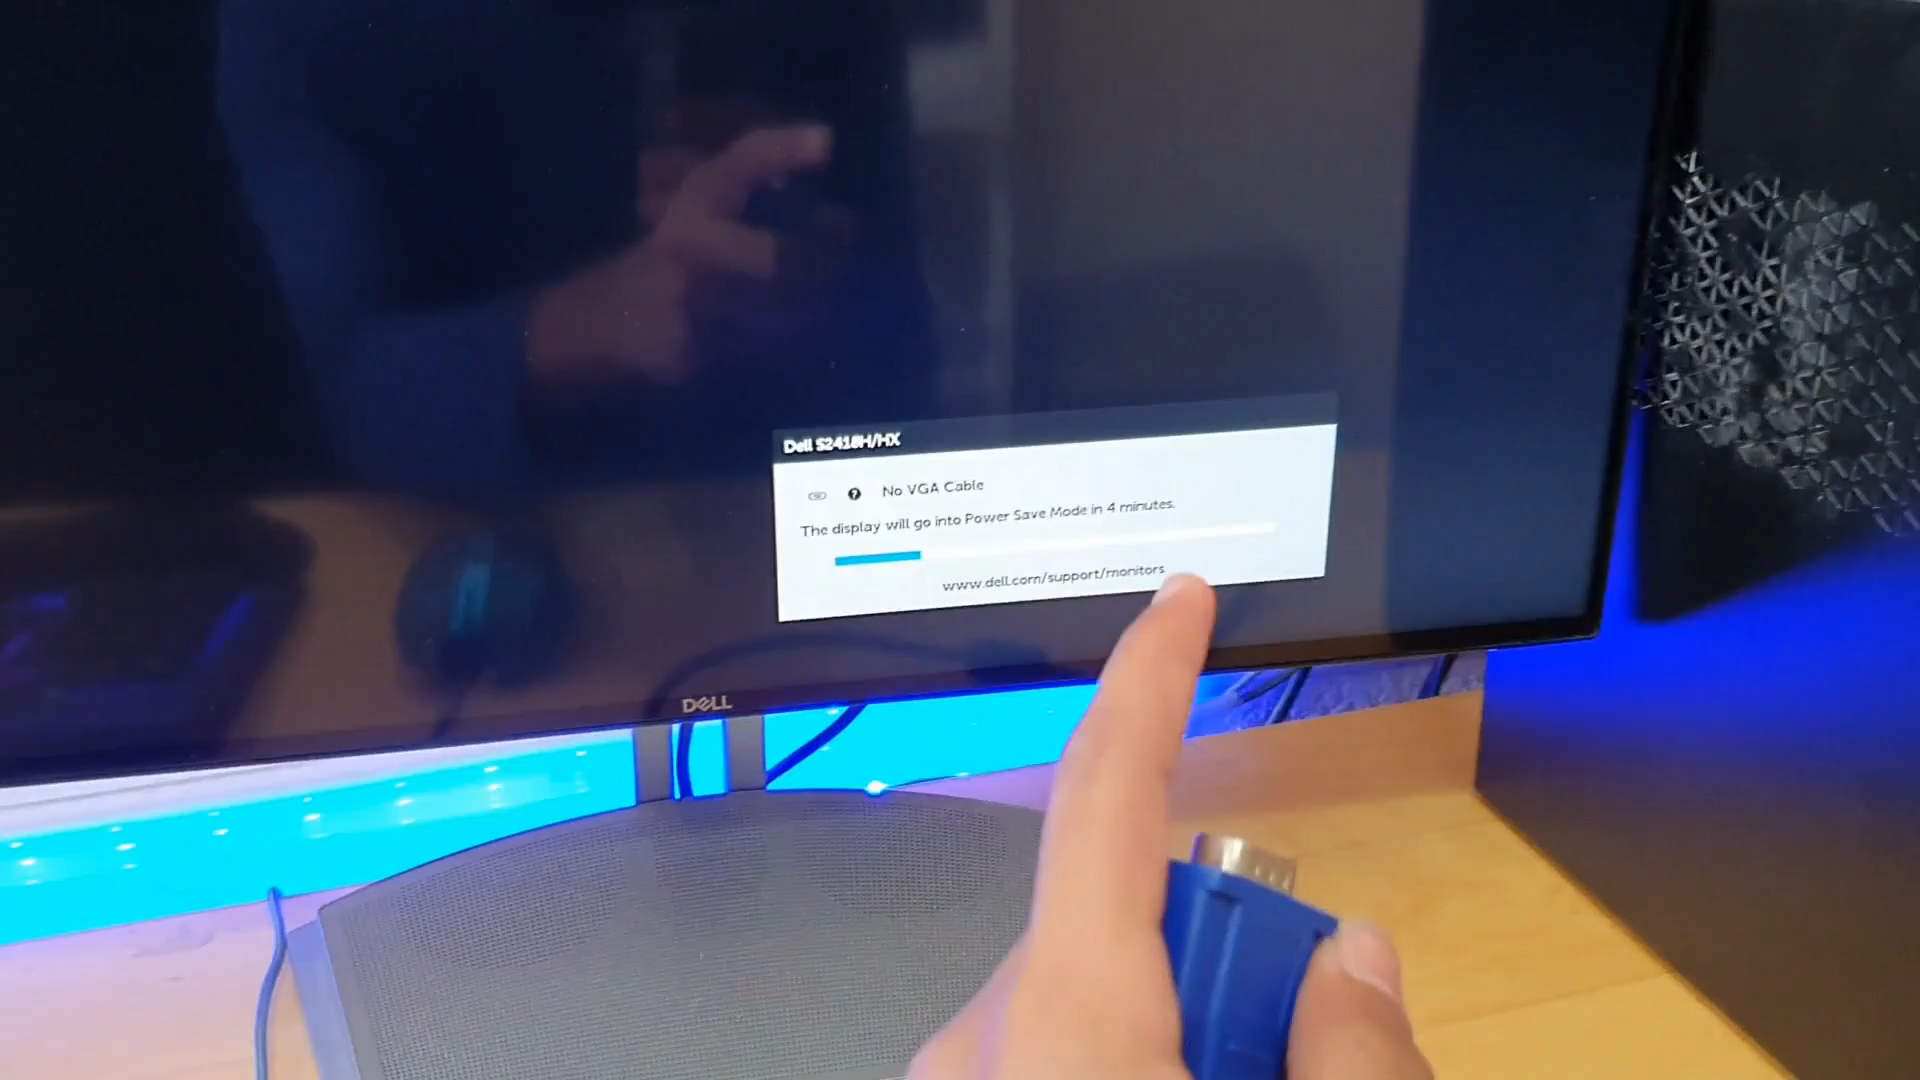 Dell S2418H/HX
No VGA Cable
The display will go into Power Save Mode in 4 minutes.
www.dell.com/support/monitors
DELL